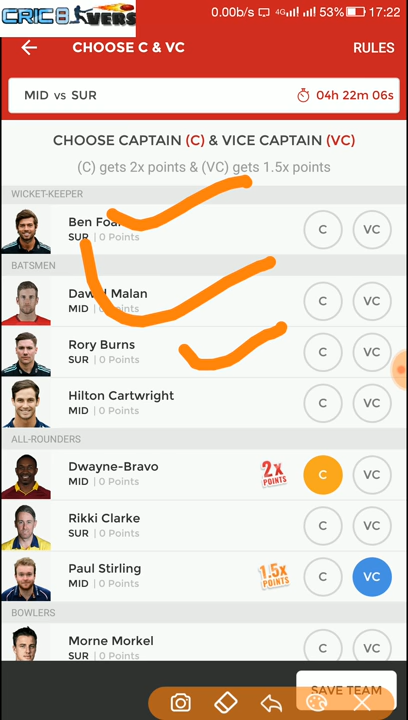 CRIC8
VERS
0.00b/s 4G 53% 17:22
CHOOSE C & VC RULES
MID vs SUR 04h 22m 06s
CHOOSE CAPTAIN (C) & VICE CAPTAIN (VC)
(C) gets 2x points & (VC) gets 1.5x points
WICKET-KEEPER
Ben
SUR | 0 Points C VC
BATSMEN
Malan
MID | 0 Points C VC
Rory Burns
SUR | 0 Points C VC
Hilton Cartwright
MID | 0 Points C VC
ALL-ROUNDERS
Dwayne-Bravo
MID | 0 Points 2x POINTS C VC
Rikki Clarke
SUR | 0 Points C VC
Paul Stirling
MID | 0 Points 1.5x POINTS C VC
BOWLERS
Morne Morkel
SUR | 0 Points C VC
SAVE TEAM